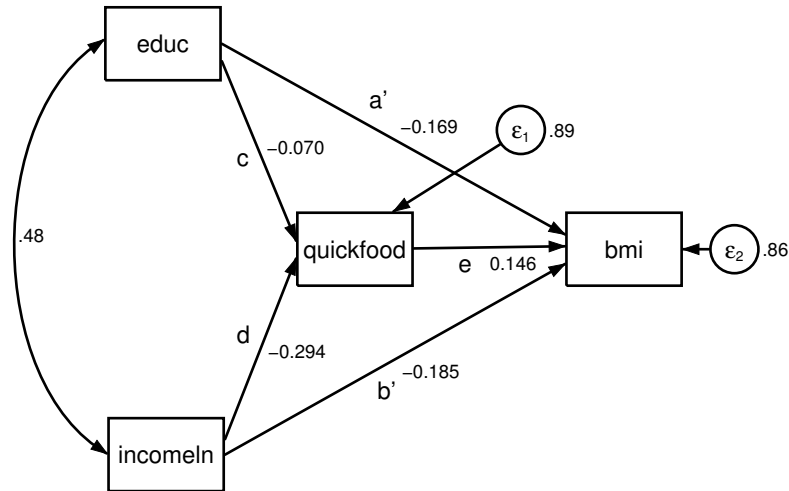 educ
a’
−0.169
ε1
.89
c
−0.070
.48
quickfood
e
0.146
bmi
ε2
.86
d
−0.294
b’
−0.185
incomeln